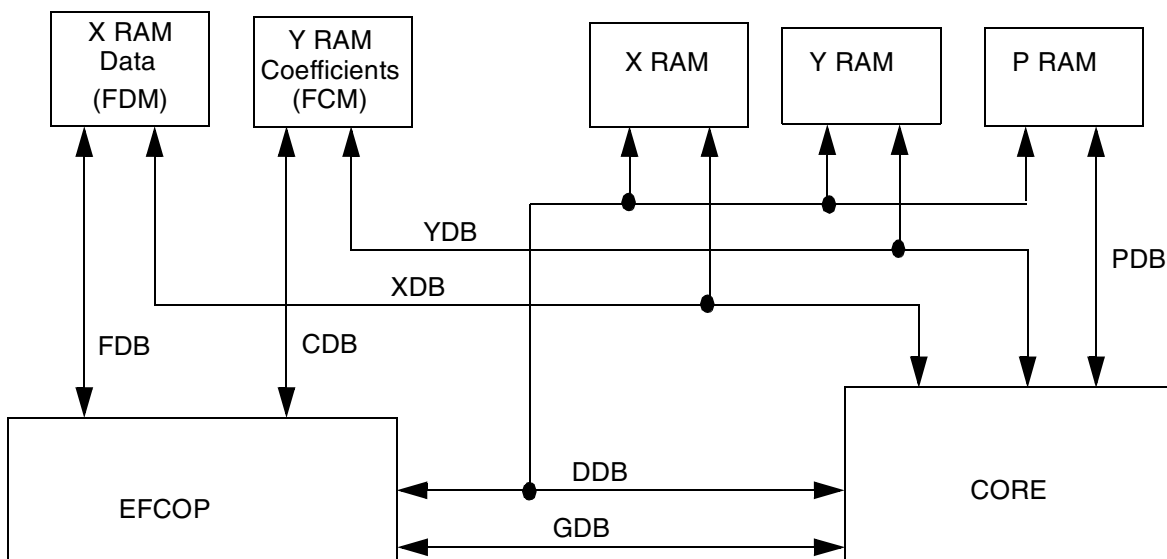 X RAM
Data
(FDM)
Y RAM
Coefficients
(FCM)
X RAM
Y RAM
P RAM
YDB
XDB
PDB
FDB
CDB
DDB
GDB
EFCOP
CORE